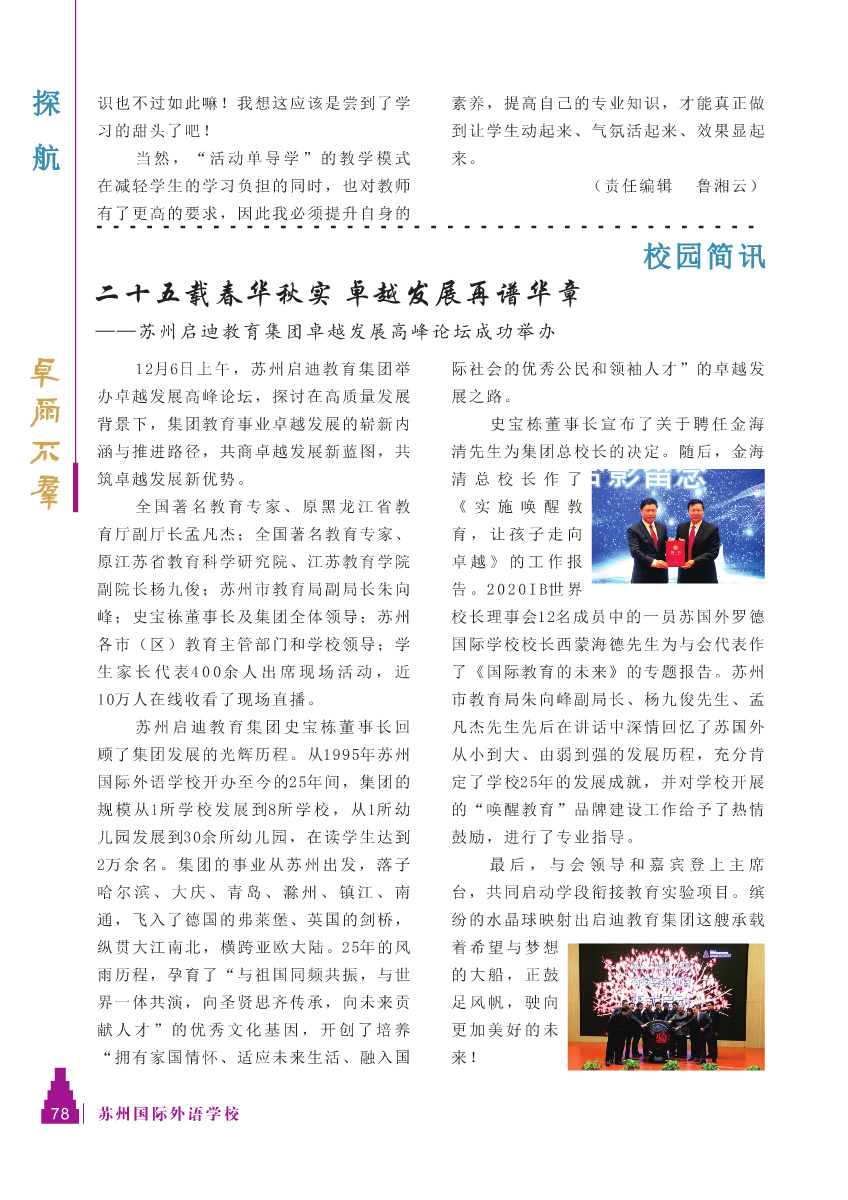 探
航
卓爾不羣
识也不过如此嘛！我想这应该是尝到了学
习的甜头了吧！
当然，“活动单导学”的教学模式
在减轻学生的学习负担的同时，也对教师
有了更高的要求，因此我必须提升自身的
素养，提高自己的专业知识，才能真正做
到让学生动起来、气氛活起来、效果显起
来。
（责任编辑　鲁湘云）
校园简讯
二十五载春华秋实 卓越发展再谱华章
——苏州启迪教育集团卓越发展高峰论坛成功举办
12月6日上午，苏州启迪教育集团举
办卓越发展高峰论坛，探讨在高质量发展
背景下，集团教育事业卓越发展的崭新内
涵与推进路径，共商卓越发展新蓝图，共
筑卓越发展新优势。
全国著名教育专家、原黑龙江省教
育厅副厅长孟凡杰；全国著名教育专家、
原江苏省教育科学研究院、江苏教育学院
副院长杨九俊；苏州市教育局副局长朱向
峰；史宝栋董事长及集团全体领导；苏州
各市（区）教育主管部门和学校领导；学
生家长代表400余人出席现场活动，近
10万人在线收看了现场直播。
苏州启迪教育集团史宝栋董事长回
顾了集团发展的光辉历程。从1995年苏州
国际外语学校开办至今的25年间，集团的
规模从1所学校发展到8所学校，从1所幼
儿园发展到30余所幼儿园，在读学生达到
2万余名。集团的事业从苏州出发，落子
哈尔滨、大庆、青岛、滁州、镇江、南
通，飞入了德国的弗莱堡、英国的剑桥，
纵贯大江南北，横跨亚欧大陆。25年的风
雨历程，孕育了“与祖国同频共振，与世
界一体共演，向圣贤思齐传承，向未来贡
献人才”的优秀文化基因，开创了培养
“拥有家国情怀、适应未来生活、融入国
际社会的优秀公民和领袖人才”的卓越发
展之路。
史宝栋董事长宣布了关于聘任金海
清先生为集团总校长的决定。随后，金海
清总校长作了
《实施唤醒教
育，让孩子走向
卓越》的工作报
告。2020IB世界
校长理事会12名成员中的一员苏国外罗德
国际学校校长西蒙海德先生为与会代表作
了《国际教育的未来》的专题报告。苏州
市教育局朱向峰副局长、杨九俊先生、孟
凡杰先生先后在讲话中深情回忆了苏国外
从小到大、由弱到强的发展历程，充分肯
定了学校25年的发展成就，并对学校开展
的“唤醒教育”品牌建设工作给予了热情
鼓励，进行了专业指导。
最后，与会领导和嘉宾登上主席
台，共同启动学段衔接教育实验项目。缤
纷的水晶球映射出启迪教育集团这艘承载
着希望与梦想
的大船，正鼓
足风帆，驶向
更加美好的未
来！
影留念
78
苏州国际外语学校